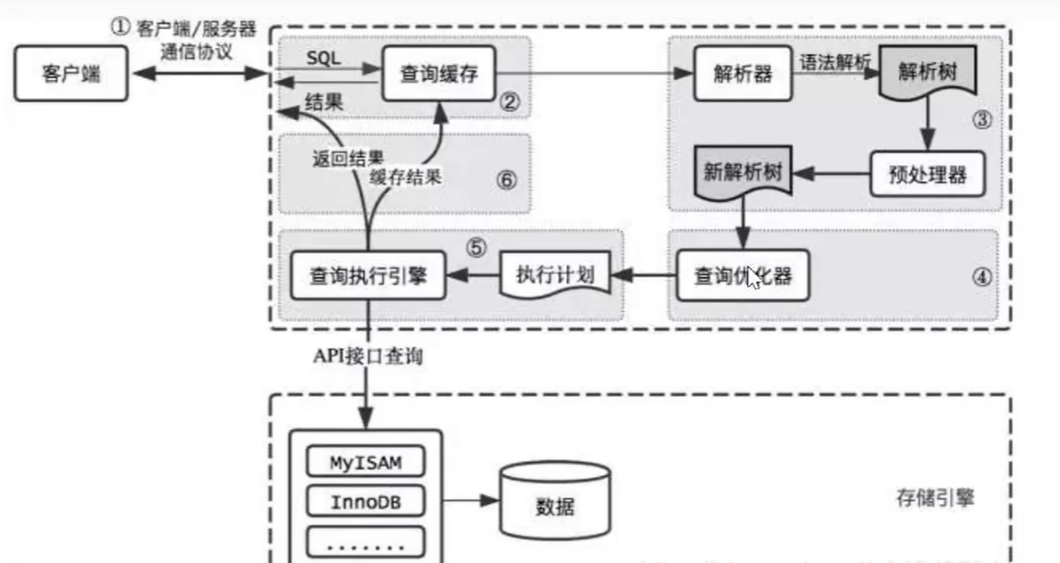 ① 客户端/服务器
通信协议
客户端
SQL
查询缓存
结果
②
解析器
语法解析
解析树
③
新解析树
预处理器
返回结果
缓存结果
⑥
⑤
查询执行引擎
执行计划
查询优化器
④
API接口查询
MyISAM
InnoDB
.......
数据
存储引擎